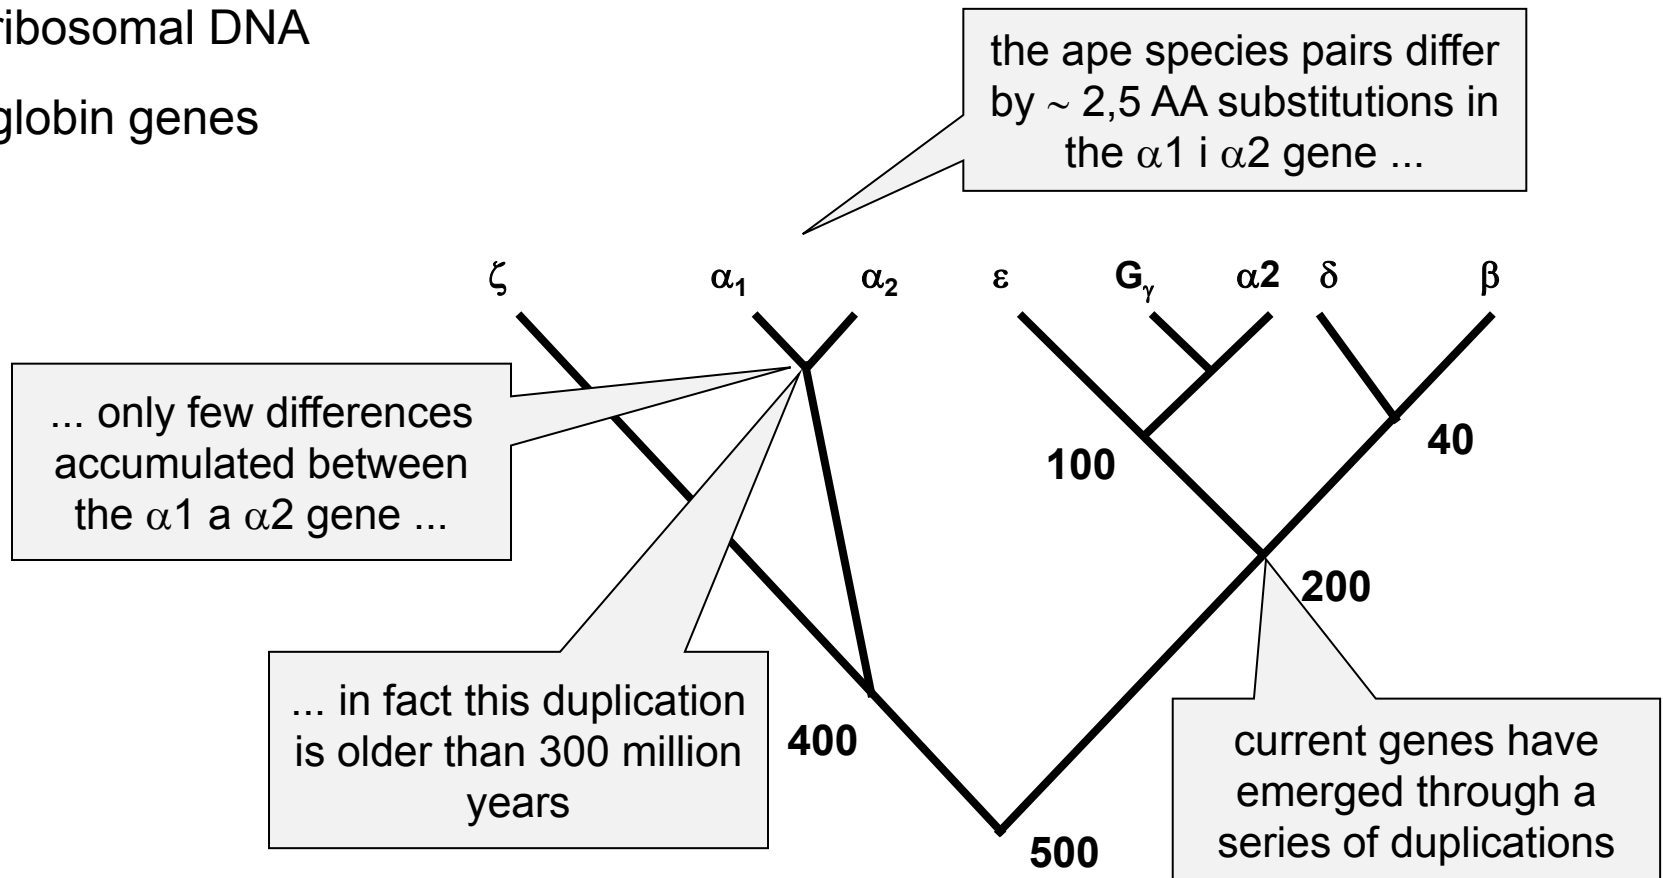 ribosomal DNA
globin genes
the ape species pairs differ
by ~ 2,5 AA substitutions in
the α1 i α2 gene ...
ζ α₁ α₂ ε Gᵧ α2 δ β
... only few differences
accumulated between
the α1 a α2 gene ...
100
40
200
... in fact this duplication
is older than 300 million
years
400
500
current genes have
emerged through a
series of duplications